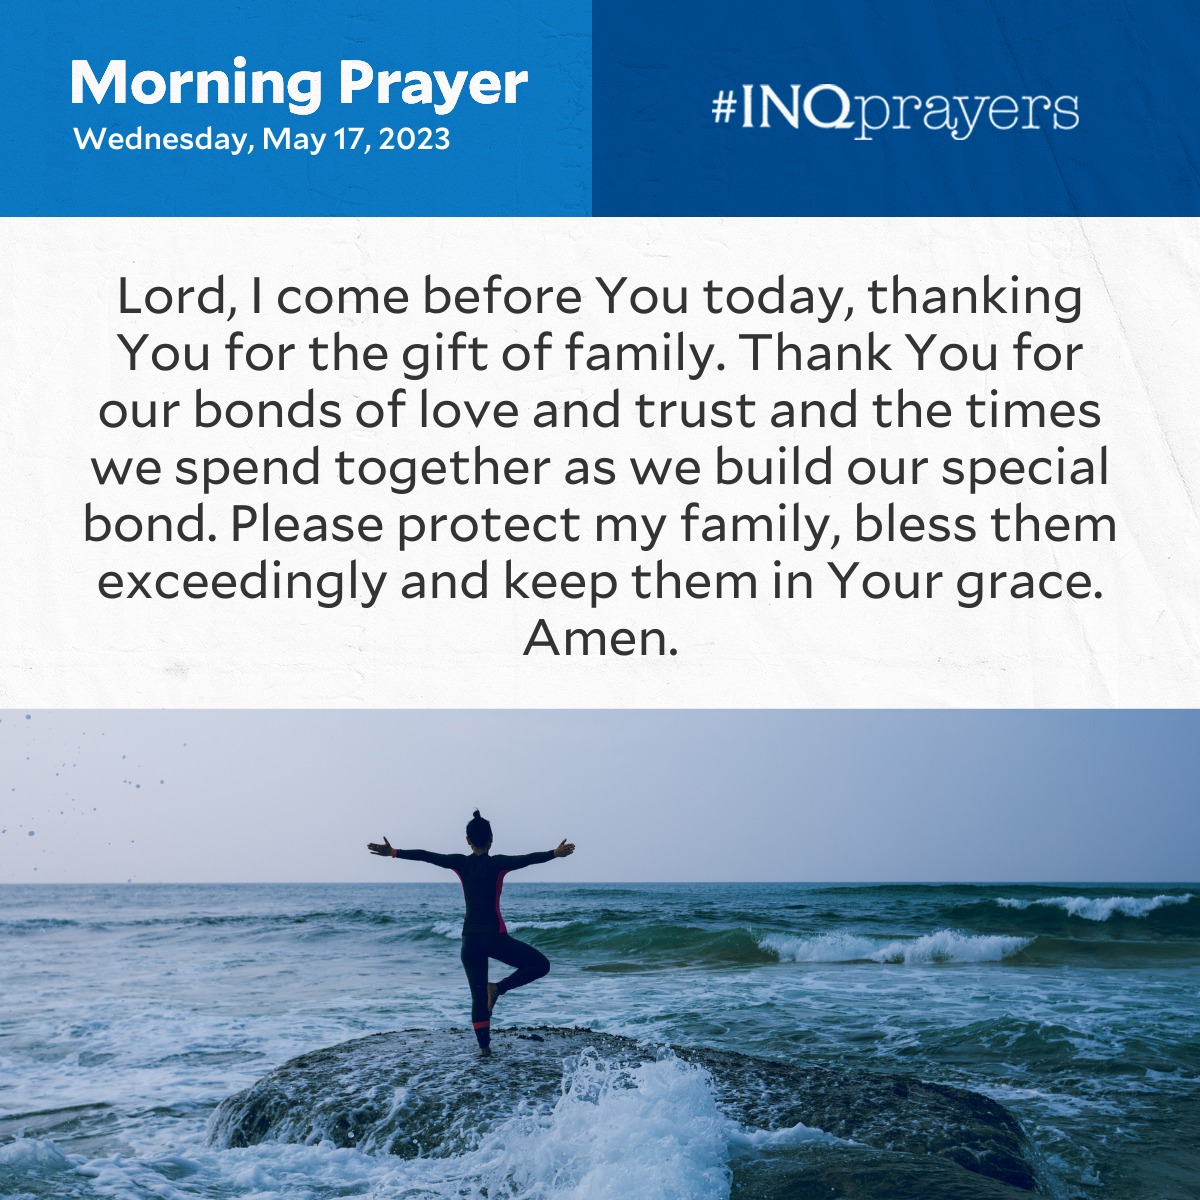 Morning Prayer
Wednesday, May 17, 2023
#INQprayers
Lord, I come before You today, thanking
You for the gift of family. Thank You for
our bonds of love and trust and the times
we spend together as we build our special
bond. Please protect my family, bless them
exceedingly and keep them in Your grace.
Amen.